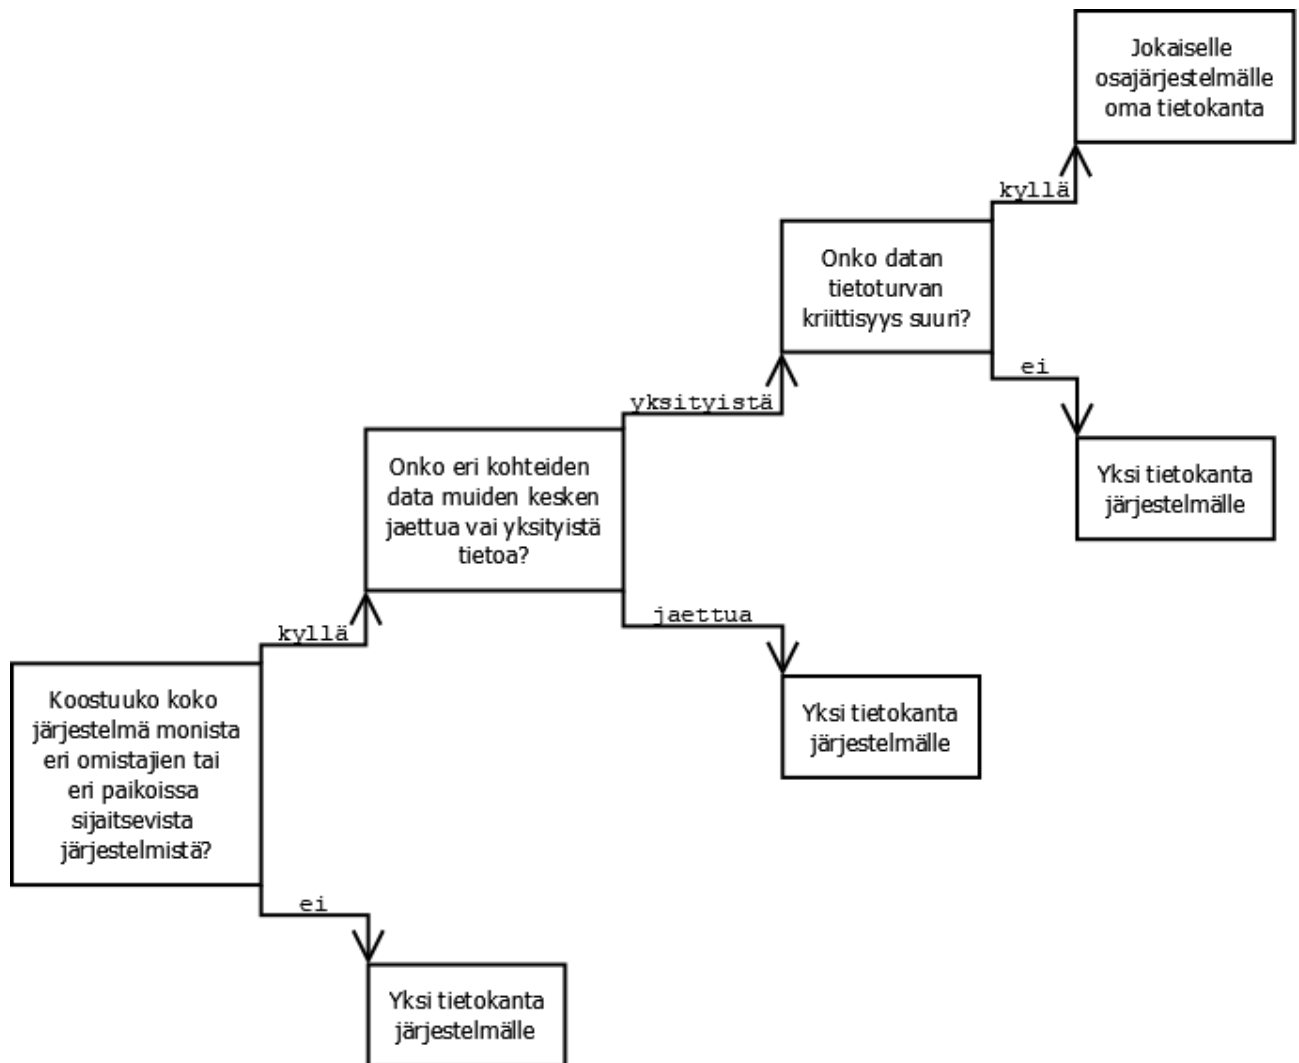 Jokaiselle
osajärjestelmälle
oma tietokanta
kyllä
Onko datan
tietoturvan
kriittisyys suuri?
ei
yksityistä
Onko eri kohteiden
data muiden kesken
jaettua vai yksityistä
tietoa?
Yksi tietokanta
järjestelmälle
jaettua
kyllä
Koostuuko koko
järjestelmä monista
eri omistajien tai
eri paikoissa
sijaitsevista
järjestelmistä?
Yksi tietokanta
järjestelmälle
ei
Yksi tietokanta
järjestelmälle